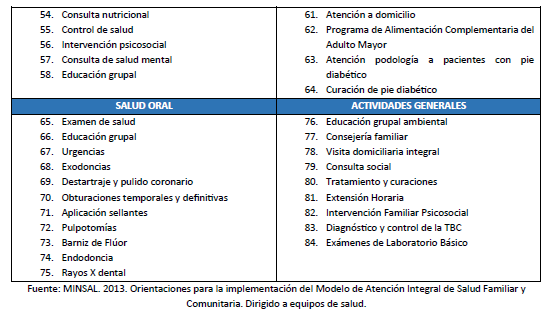 54. Consulta nutricional
55. Control de salud
56. Intervención psicosocial
57. Consulta de salud mental
58. Educación grupal
61. Atención a domicilio
62. Programa de Alimentación Complementaria del
Adulto Mayor
63. Atención podología a pacientes con pie
diabético
64. Curación de pie diabético
SALUD ORAL
65. Examen de salud
66. Educación grupal
67. Urgencias
68. Exodoncias
69. Destartraje y pulido coronario
70. Obturaciones temporales y definitivas
71. Aplicación sellantes
72. Pulpotomías
73. Barniz de Flúor
74. Endodoncia
75. Rayos X dental
ACTIVIDADES GENERALES
76. Educación grupal ambiental
77. Consejería familiar
78. Visita domiciliaria integral
79. Consulta social
80. Tratamiento y curaciones
81. Extensión Horaria
82. Intervención Familiar Psicosocial
83. Diagnóstico y control de la TBC
84. Exámenes de Laboratorio Básico
Fuente: MINSAL. 2013. Orientaciones para la implementación del Modelo de Atención Integral de Salud Familiar y
Comunitaria. Dirigido a equipos de salud.